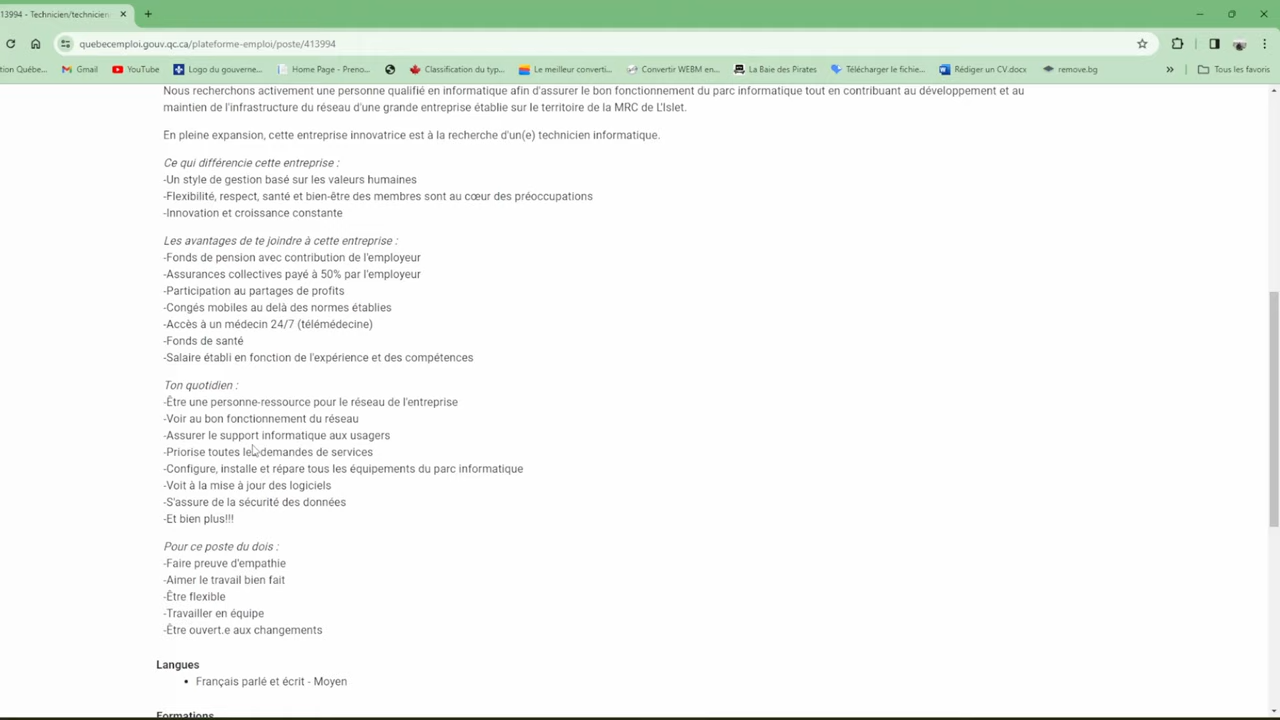 13994 - Technicien/technicien
quebecemploi.gouv.qc.ca/plateforme-emploi/poste/413994
tion Québe...
Gmail
YouTube
Logo du gouverne...
Home Page - Preno...
Classification du typ...
Le meilleur converti...
Convertir WEBM en...
La Baie des Pirates
Télécharger le fichie...
Rédiger un CV.docx
remove.bg
»
Tous les favoris
Nous recherchons activement une personne qualifié en informatique afin d'assurer le bon fonctionnement du parc informatique tout en contribuant au développement et au
maintien de l'infrastructure du réseau d'une grande entreprise établie sur le territoire de la MRC de L'Islet.
En pleine expansion, cette entreprise innovatrice est à la recherche d'un(e) technicien informatique.
Ce qui différencie cette entreprise :
-Un style de gestion basé sur les valeurs humaines
-Flexibilité, respect, santé et bien-être des membres sont au cœur des préoccupations
-Innovation et croissance constante
Les avantages de te joindre à cette entreprise :
-Fonds de pension avec contribution de l'employeur
-Assurances collectives payé à 50% par l'employeur
-Participation au partages de profits
-Congés mobiles au delà des normes établies
-Accès à un médecin 24/7 (télémédecine)
-Fonds de santé
-Salaire établi en fonction de l'expérience et des compétences
Ton quotidien :
-Être une personne-ressource pour le réseau de l'entreprise
-Voir au bon fonctionnement du réseau
-Assurer le support informatique aux usagers
-Priorise toutes les demandes de services
-Configure, installe et répare tous les équipements du parc informatique
-Voit à la mise à jour des logiciels
-S'assure de la sécurité des données
-Et bien plus!!!
Pour ce poste du dois :
-Faire preuve d'empathie
-Aimer le travail bien fait
-Être flexible
-Travailler en équipe
-Être ouvert.e aux changements
Langues
• Français parlé et écrit - Moyen
Formations